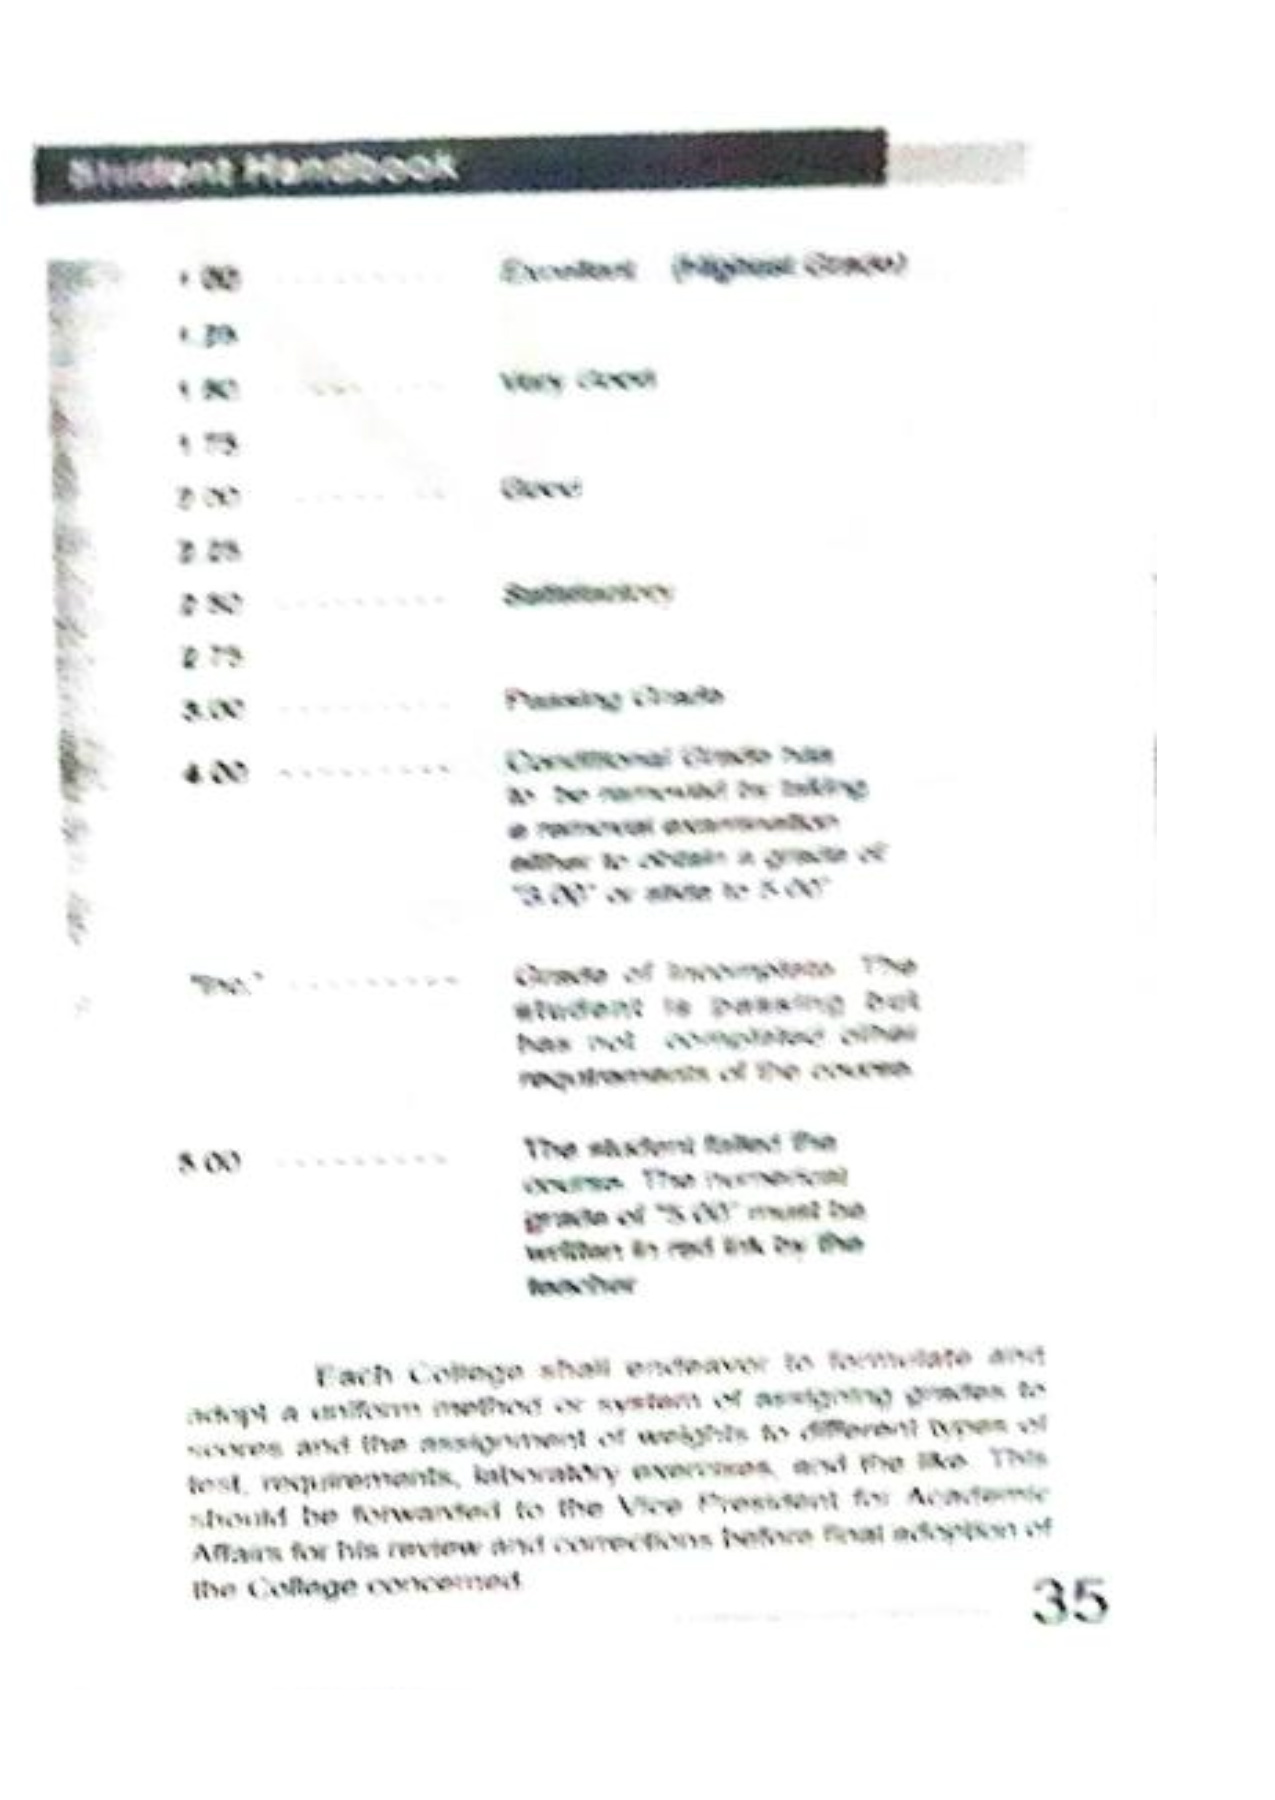 Student Handbook
1.00 - - - - - - - - - Excellent (Highest Grade)
1.25
1.50 - - - - - - - - - Very Good
1.75
2.00 - - - - - - - - - Good
2.25
2.50 - - - - - - - - - Satisfactory
2.75
3.00 - - - - - - - - - Passing Grade
4.00 - - - - - - - - - Conditional Grade has
to be removed by taking
a removal examination
either to obtain a grade of
"3.00" or slide to 5.00"
"Inc." - - - - - - - - - Grade of Incomplete. The
student is passing but
has not completed other
requirements of the course.
5.00 - - - - - - - - - The student failed the
course. The numerical
grade of "5.00" must be
written in red ink by the
teacher
Each College shall endeavor to formulate and
adopt a uniform method or system of assigning grades to
scores and the assignment of weights to different types of
test, requirements, laboratory exercises, and the like. This
should be forwarded to the Vice President for Academic
Affairs for his review and corrections before final adoption of
the College concerned.
35